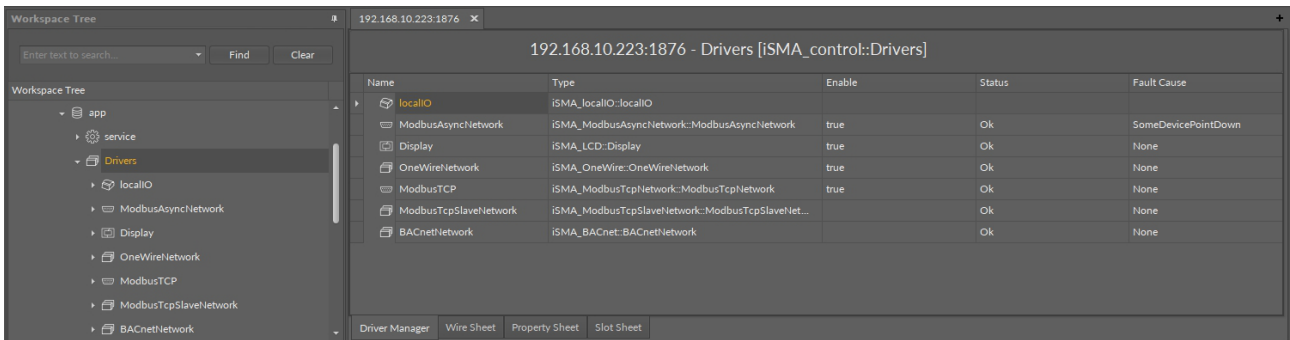 Workspace Tree
Enter text to search...
Find
Clear
Workspace Tree
app
service
Drivers
localIO
ModbusAsyncNetwork
Display
OneWireNetwork
ModbusTCP
ModbusTcpSlaveNetwork
BACnetNetwork
192.168.10.223:1876
192.168.10.223:1876 - Drivers [iSMA_control::Drivers]
Name Type Enable Status Fault Cause
localIO iSMA_localIO::localIO
ModbusAsyncNetwork iSMA_ModbusAsyncNetwork::ModbusAsyncNetwork true Ok SomeDevicePointDown
Display iSMA_LCD::Display true Ok None
OneWireNetwork iSMA_OneWire::OneWireNetwork true Ok None
ModbusTCP iSMA_ModbusTcpNetwork::ModbusTcpNetwork true Ok None
ModbusTcpSlaveNetwork iSMA_ModbusTcpSlaveNetwork::ModbusTcpSlaveNet... Ok None
BACnetNetwork iSMA_BACnet::BACnetNetwork Ok None
Driver Manager Wire Sheet Property Sheet Slot Sheet